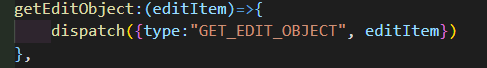 getEditObject:(editItem)=>{
    dispatch({type:"GET_EDIT_OBJECT", editItem})
},